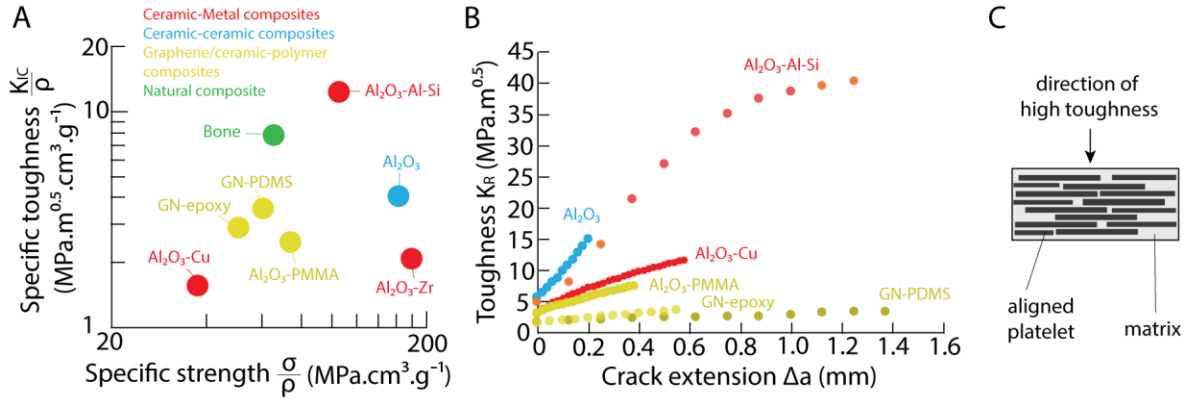 A
Ceramic-Metal composites
Ceramic-ceramic composites
Graphene/ceramic-polymer
composites
Natural composite
Specific toughness K_IC/ρ
(MPa.m^0.5.cm³.g⁻¹)
20
10
1
Al₂O₃-Al-Si
Bone
Al₂O₃
GN-PDMS
GN-epoxy
Al₂O₃-Cu
Al₂O₃-PMMA
Al₂O₃-Zr
20
200
Specific strength σ/ρ (MPa.cm³.g⁻¹)
B
Toughness K_R (MPa.m^0.5)
45
40
35
30
25
20
15
10
5
0
Al₂O₃-Al-Si
Al₂O₃
Al₂O₃-Cu
Al₂O₃-PMMA
GN-epoxy
GN-PDMS
0 0.2 0.4 0.6 0.8 1.0 1.2 1.4 1.6
Crack extension Δa (mm)
C
direction of
high toughness
aligned
platelet
matrix